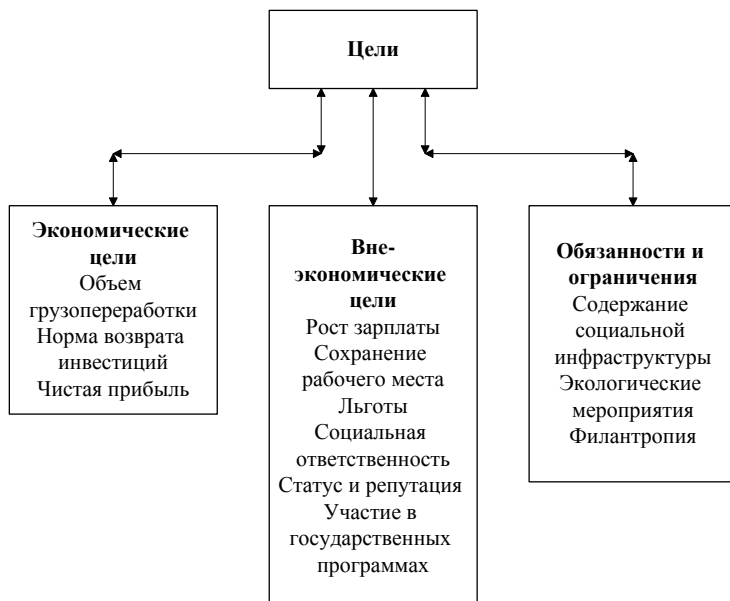 Цели
Экономические
цели
Объем
грузопереработки
Норма возврата
инвестиций
Чистая прибыль
Вне-
экономические
цели
Рост зарплаты
Сохранение
рабочего места
Льготы
Социальная
ответственность
Статус и репутация
Участие в
государственных
программах
Обязанности и
ограничения
Содержание
социальной
инфраструктуры
Экологические
мероприятия
Филантропия